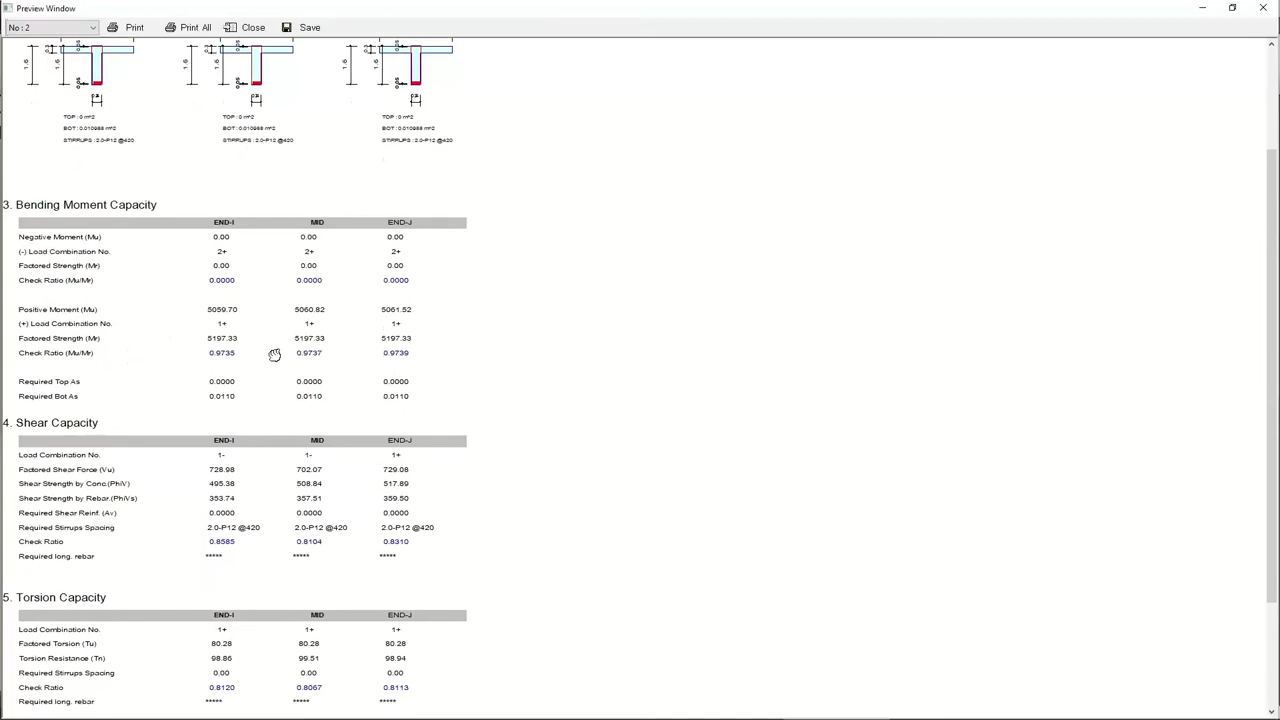 Preview Window
No : 2 Print Print All Close Save
1.6 1.6 1.6 1.6 1.6 1.6
TOP : 0 m^2 TOP : 0 m^2 TOP : 0 m^2
BOT : 0.010988 m^2 BOT : 0.010988 m^2 BOT : 0.010988 m^2
STIRRUPS : 2.0-P12 @420 STIRRUPS : 2.0-P12 @420 STIRRUPS : 2.0-P12 @420
3. Bending Moment Capacity
END-I MID END-J
Negative Moment (Mu) 0.00 0.00 0.00
(-) Load Combination No. 2+ 2+ 2+
Factored Strength (Mr) 0.00 0.00 0.00
Check Ratio (Mu/Mr) 0.0000 0.0000 0.0000
Positive Moment (Mu) 5059.70 5060.82 5061.52
(+) Load Combination No. 1+ 1+ 1+
Factored Strength (Mr) 5197.33 5197.33 5197.33
Check Ratio (Mu/Mr) 0.9735 0.9737 0.9739
Required Top As 0.0000 0.0000 0.0000
Required Bot As 0.0110 0.0110 0.0110
4. Shear Capacity
END-I MID END-J
Load Combination No. 1- 1- 1+
Factored Shear Force (Vu) 728.98 702.07 729.08
Shear Strength by Conc.(PhiV) 495.38 508.84 517.89
Shear Strength by Rebar.(PhiVs) 353.74 357.51 359.50
Required Shear Reinf. (Av) 0.0000 0.0000 0.0000
Required Stirrups Spacing 2.0-P12 @420 2.0-P12 @420 2.0-P12 @420
Check Ratio 0.8585 0.8104 0.8310
Required long. rebar ***** ***** *****
5. Torsion Capacity
END-I MID END-J
Load Combination No. 1+ 1+ 1+
Factored Torsion (Tu) 80.28 80.28 80.28
Torsion Resistance (Tn) 98.86 99.51 98.94
Required Stirrups Spacing 0.00 0.00 0.00
Check Ratio 0.8120 0.8067 0.8113
Required long. rebar ***** ***** *****